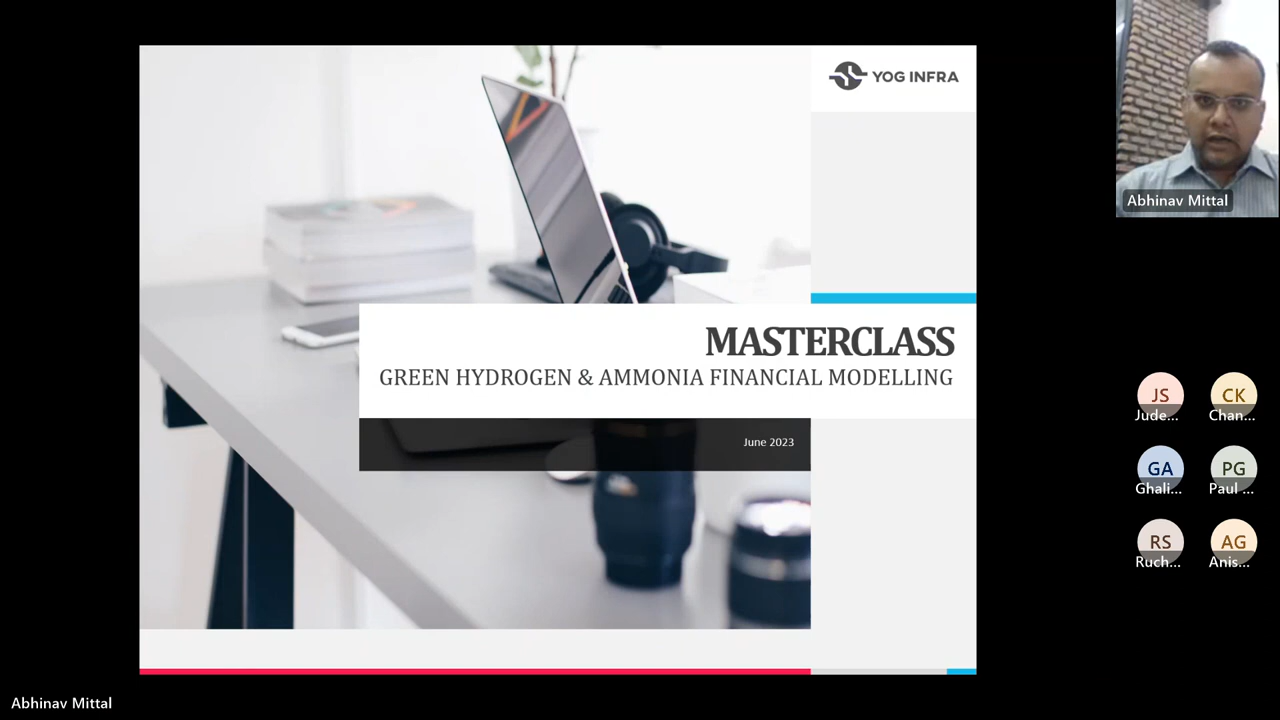 YOG INFRA
MASTERCLASS
GREEN HYDROGEN & AMMONIA FINANCIAL MODELLING
June 2023
Abhinav Mittal
JS
Jude...
CK
Chan...
GA
Ghali...
PG
Paul ...
RS
Ruch...
AG
Anis...
Abhinav Mittal